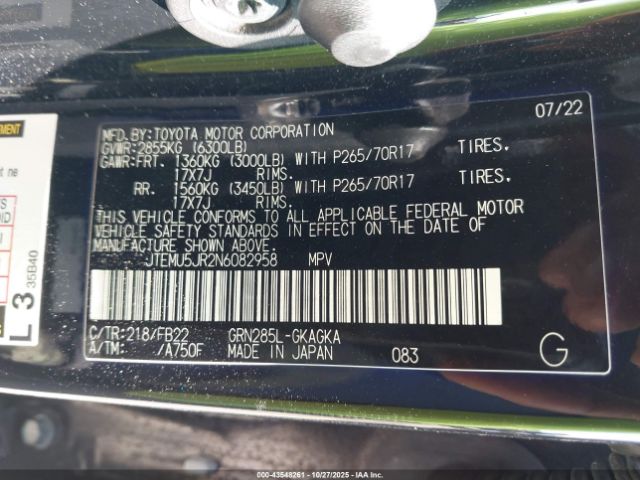 07/22
MFD.BY:TOYOTA MOTOR CORPORATION
GVWR:2855KG (6300LB)
GAWR:FRT. 1360KG (3000LB) WITH P265/70R17 TIRES.
17X7J RIMS.
RR. 1560KG (3450LB) WITH P265/70R17 TIRES.
17X7J RIMS.
THIS VEHICLE CONFORMS TO ALL APPLICABLE FEDERAL MOTOR
VEHICLE SAFETY STANDARDS IN EFFECT ON THE DATE OF
MANUFACTURE SHOWN ABOVE.
JTEMU5JR2N6082958 MPV
C/TR:218/FB22 GRN285L-GKAGKA
A/TM: /A750F MADE IN JAPAN 083 G
L 3 35B40
© IAAI 000-43548261 - 10/27/2025 - IAAI.COM